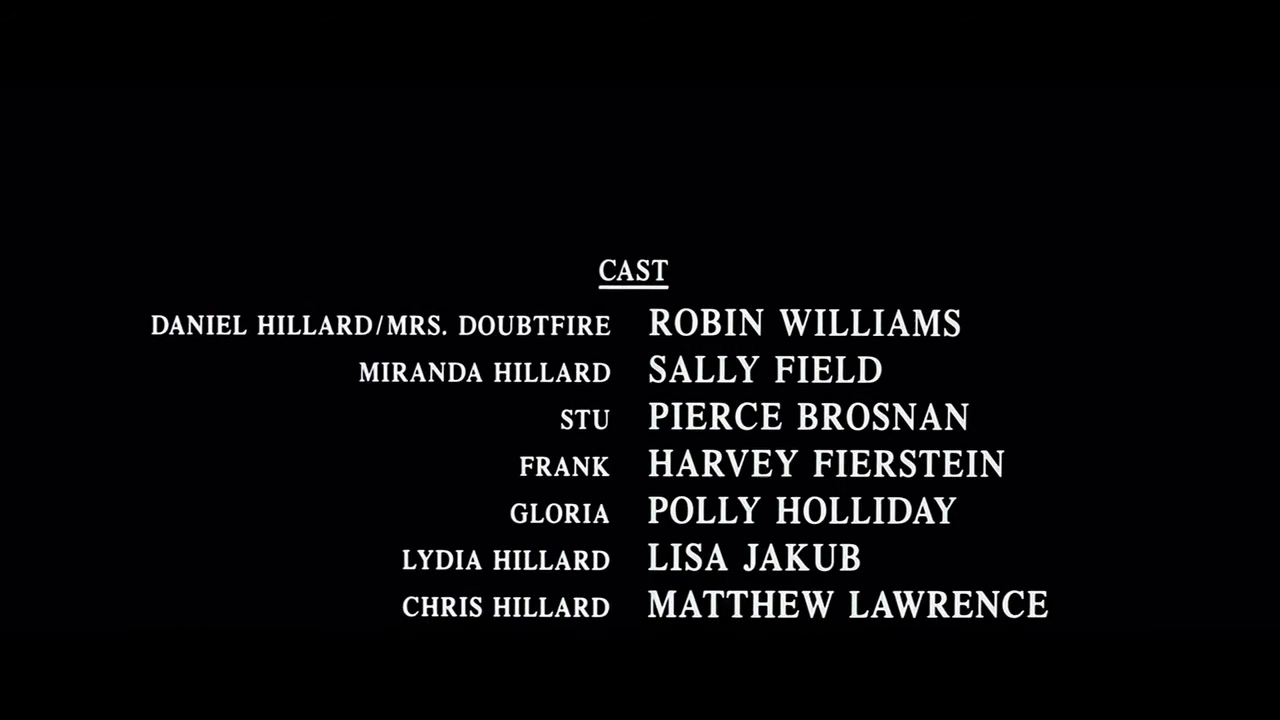 CAST
DANIEL HILLARD/MRS. DOUBTFIRE ROBIN WILLIAMS
MIRANDA HILLARD SALLY FIELD
STU PIERCE BROSNAN
FRANK HARVEY FIERSTEIN
GLORIA POLLY HOLLIDAY
LYDIA HILLARD LISA JAKUB
CHRIS HILLARD MATTHEW LAWRENCE